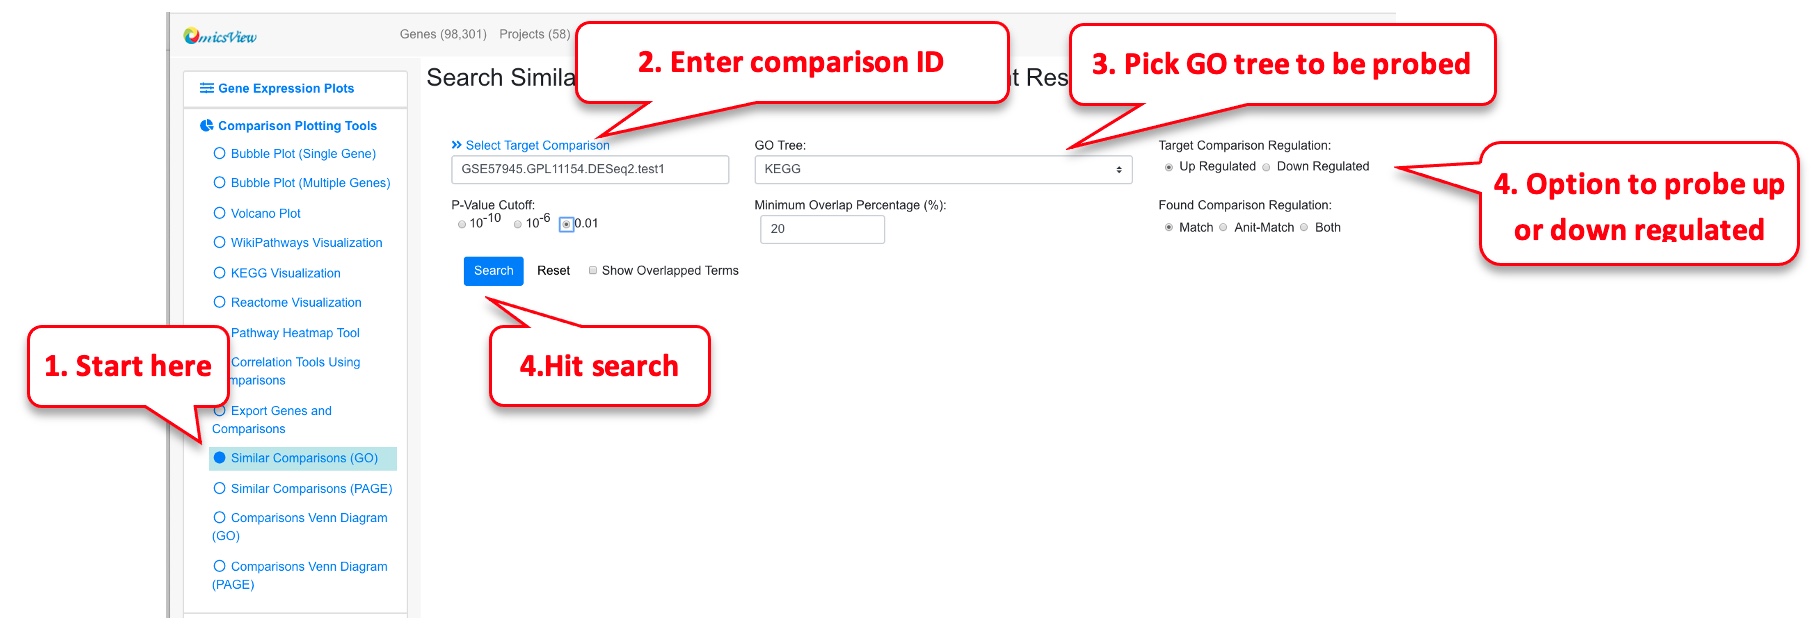 OmicsView
Genes (98,301) Projects (58)
2. Enter comparison ID
3. Pick GO tree to be probed
Search Simila
t Res
Gene Expression Plots
Comparison Plotting Tools
Bubble Plot (Single Gene)
Bubble Plot (Multiple Genes)
Volcano Plot
WikiPathways Visualization
KEGG Visualization
Reactome Visualization
Pathway Heatmap Tool
Correlation Tools Using
mparisons
Export Genes and
Comparisons
Similar Comparisons (GO)
Similar Comparisons (PAGE)
Comparisons Venn Diagram
(GO)
Comparisons Venn Diagram
(PAGE)
1. Start here
Select Target Comparison
GSE57945.GPL11154.DESeq2.test1
GO Tree:
KEGG
Target Comparison Regulation:
Up Regulated Down Regulated
4. Option to probe up
or down regulated
P-Value Cutoff:
10-10 10-6 0.01
Minimum Overlap Percentage (%):
20
Found Comparison Regulation:
Match Anit-Match Both
Search Reset Show Overlapped Terms
4.Hit search